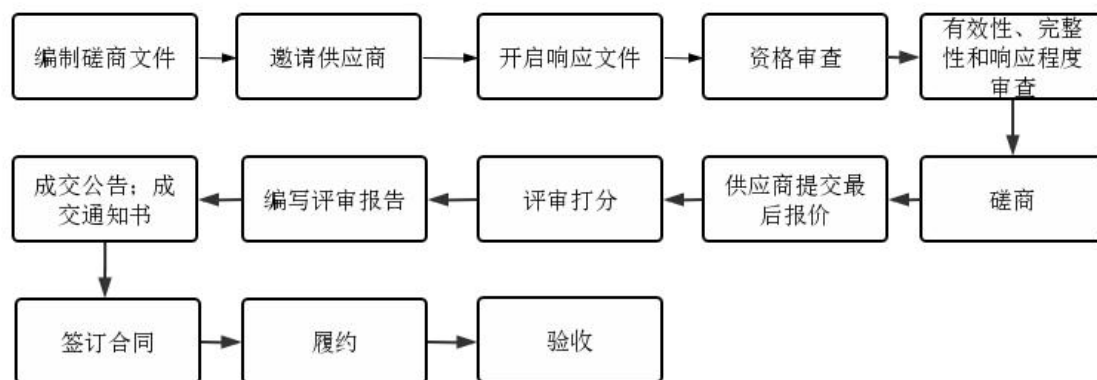 编制磋商文件
邀请供应商
开启响应文件
资格审查
有效性、完整
性和响应程度
审查
磋商
供应商提交最
后报价
评审打分
编写评审报告
成交公告；成
交通知书
签订合同
履约
验收